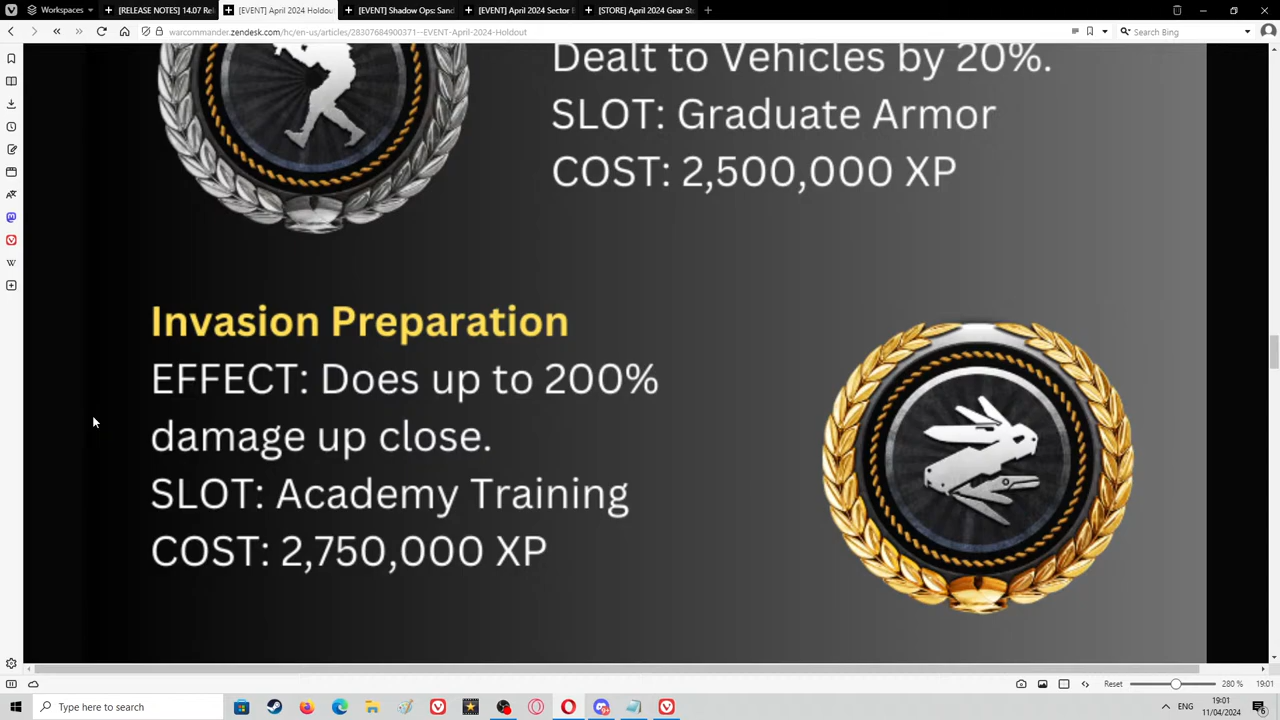 Workspaces
[RELEASE NOTES] 14.07 Re
[EVENT] April 2024 Holdout
[EVENT] Shadow Ops: Sand
[EVENT] April 2024 Sector
[STORE] April 2024 Gear St
warcommander.zendesk.com/hc/en-us/articles/28307684900371--EVENT-April-2024-Holdout
Search Bing
Dealt to Vehicles by 20%.
SLOT: Graduate Armor
COST: 2,500,000 XP
Invasion Preparation
EFFECT: Does up to 200%
damage up close.
SLOT: Academy Training
COST: 2,750,000 XP
Reset
280 %
19:01
Type here to search
ENG
19:01
11/04/2024
6